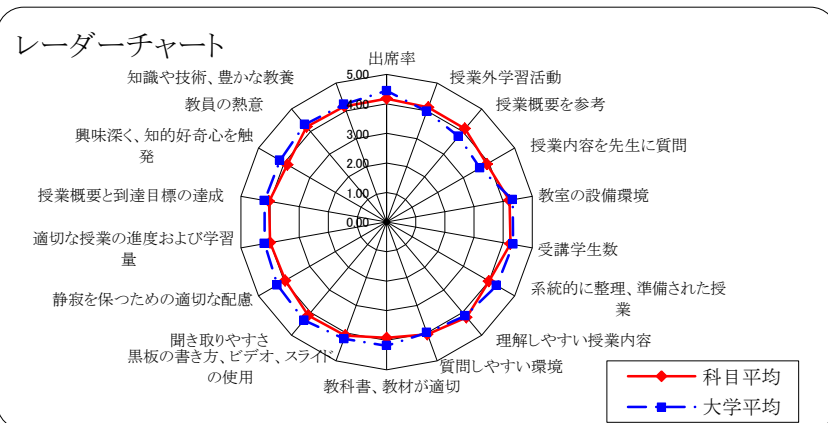 レーダーチャート
出席率
授業外学習活動
授業概要を参考
授業内容を先生に質問
教室の設備環境
受講学生数
系統的に整理、準備された授
業
理解しやすい授業内容
質問しやすい環境
教科書、教材が適切
黒板の書き方、ビデオ、スライド
の使用
聞き取りやすさ
静寂を保つための適切な配慮
適切な授業の進度および学習
量
授業概要と到達目標の達成
興味深く、知的好奇心を触
発
教員の熱意
知識や技術、豊かな教養
5.00
4.00
3.00
2.00
1.00
0.00
科目平均
大学平均